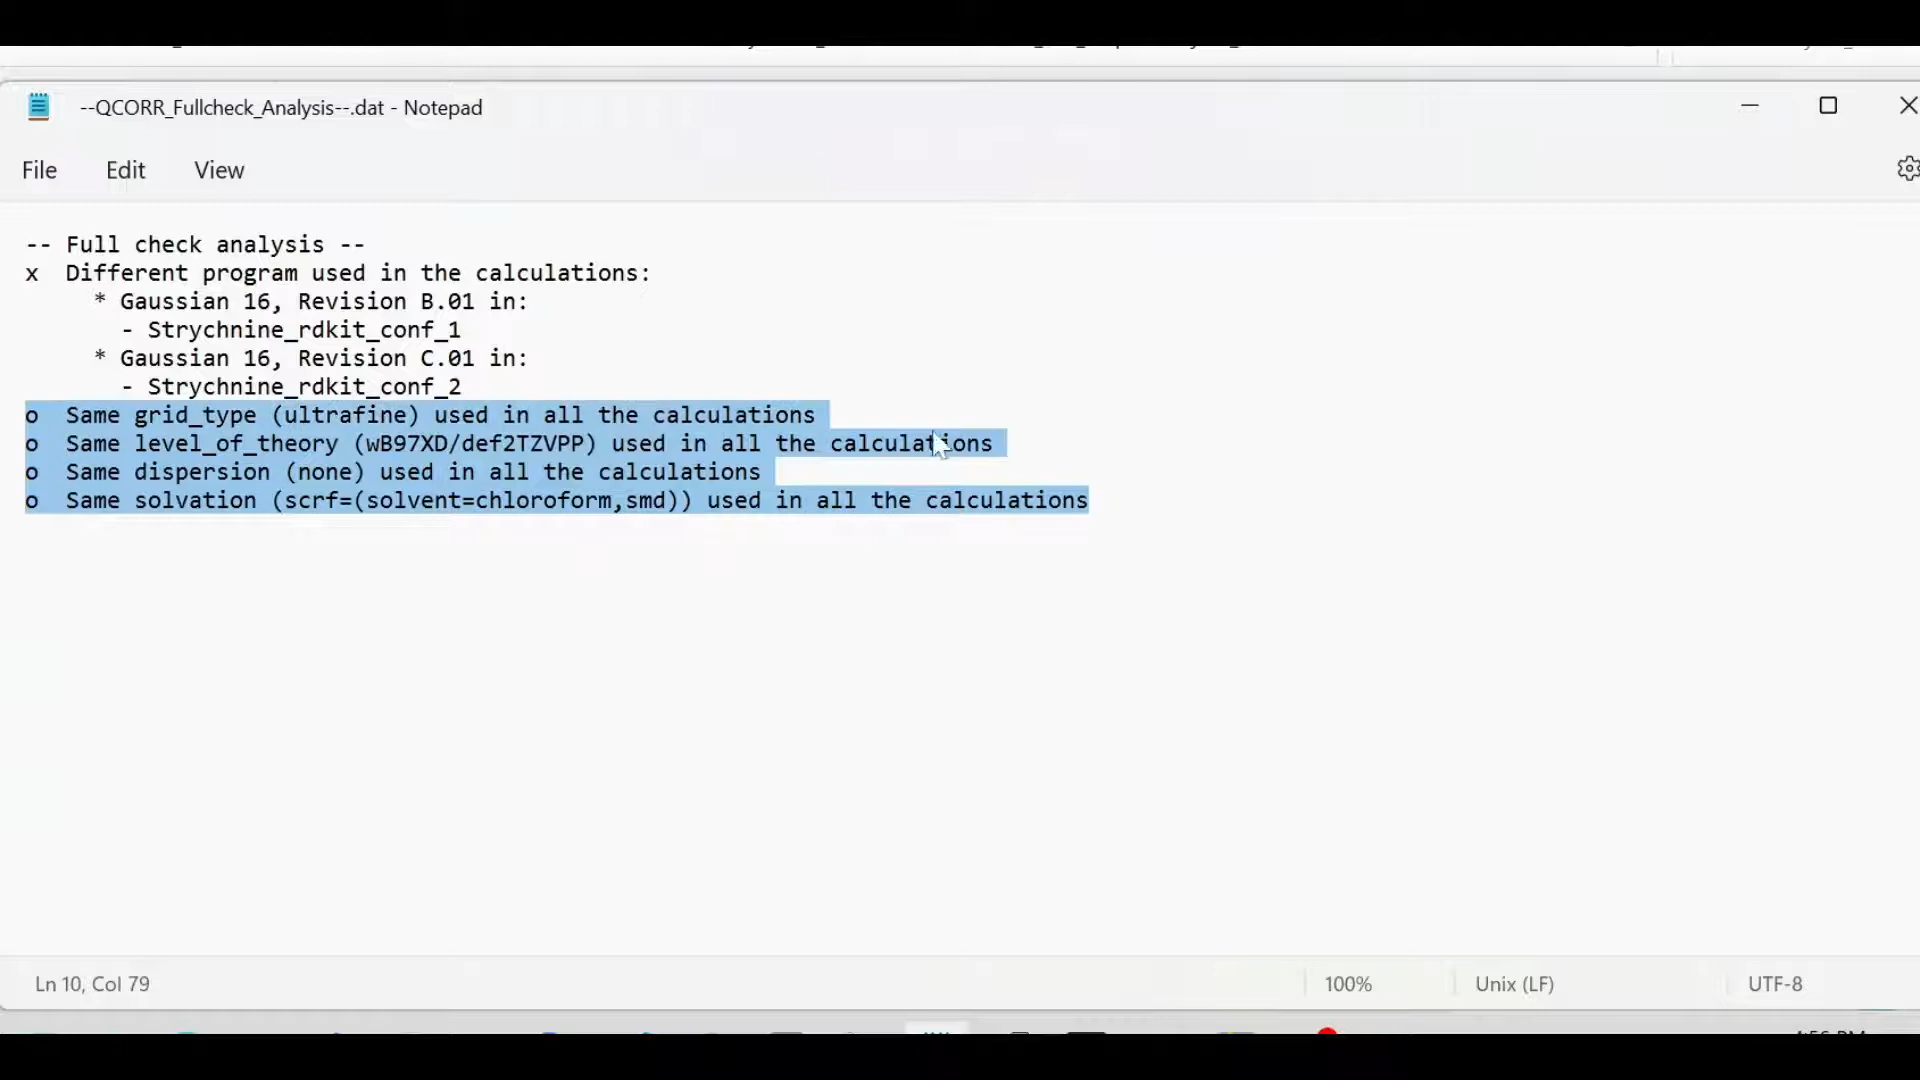 --QCORR_Fullcheck_Analysis--.dat - Notepad
File Edit View
-- Full check analysis --
x  Different program used in the calculations:
     * Gaussian 16, Revision B.01 in:
       - Strychnine_rdkit_conf_1
     * Gaussian 16, Revision C.01 in:
       - Strychnine_rdkit_conf_2
o  Same grid_type (ultrafine) used in all the calculations
o  Same level_of_theory (wB97XD/def2TZVPP) used in all the calculations
o  Same dispersion (none) used in all the calculations
o  Same solvation (scrf=(solvent=chloroform,smd)) used in all the calculations
Ln 10, Col 79 100% Unix (LF) UTF-8